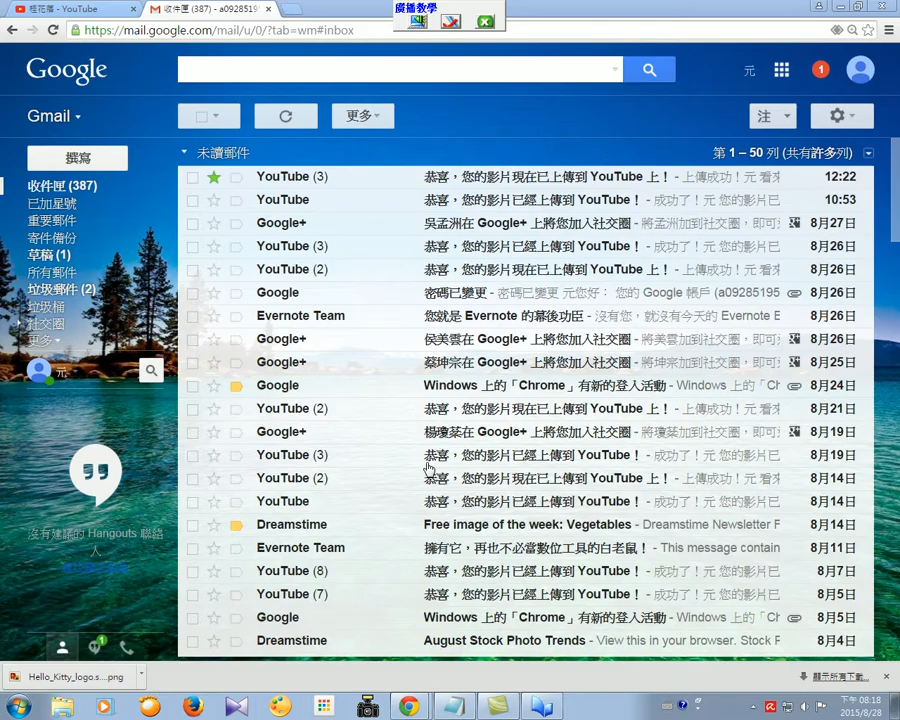 廣播教學
桂花落 - YouTube
收件匣 (387) - a0928515
https://mail.google.com/mail/u/0/?tab=wm#inbox
Google
元
1
Gmail
更多
注
未讀郵件
第 1–50 列 (共有許多列)
撰寫
收件匣 (387)
已加星號
重要郵件
寄件備份
草稿 (1)
所有郵件
垃圾郵件 (2)
垃圾桶
社交圈
更多
元
沒有建議的 Hangouts 聯絡
人
1
YouTube (3) 恭喜，您的影片現在已上傳到 YouTube 上！ - 上傳成功！元 看來 12:22
YouTube 恭喜，您的影片已經上傳到 YouTube！ - 成功了！元 您的影片 10:53
Google+ 吳孟洲在 Google+ 上將您加入社交圈 - 將孟洲加到社交圈，即可 8月27日
YouTube (3) 恭喜，您的影片已經上傳到 YouTube！ - 成功了！元 您的影片 8月26日
YouTube (2) 恭喜，您的影片現在已上傳到 YouTube 上！ - 上傳成功！元 看來 8月26日
Google 密碼已變更 - 密碼已變更 元您好： 您的 Google 帳戶 (a09285195 8月26日
Evernote Team 您就是 Evernote 的幕後功臣 - 沒有您，就沒有今天的 Evernote E 8月26日
Google+ 侯美雲在 Google+ 上將您加入社交圈 - 將美雲加到社交圈，即可 8月26日
Google+ 蔡坤宗在 Google+ 上將您加入社交圈 - 將坤宗加到社交圈，即可 8月25日
Google Windows 上的「Chrome」有新的登入活動 - Windows 上的「Ch 8月24日
YouTube (2) 恭喜，您的影片現在已上傳到 YouTube 上！ - 上傳成功！元 看來 8月21日
Google+ 楊瓊棻在 Google+ 上將您加入社交圈 - 將瓊棻加到社交圈，即可 8月19日
YouTube (3) 恭喜，您的影片已經上傳到 YouTube！ - 成功了！元 您的影片 8月19日
YouTube (2) 恭喜，您的影片現在已上傳到 YouTube 上！ - 上傳成功！元 看來 8月14日
YouTube 恭喜，您的影片已經上傳到 YouTube！ - 成功了！元 您的影片 8月14日
Dreamstime Free image of the week: Vegetables - Dreamstime Newsletter F 8月14日
Evernote Team 擁有它，再也不必當數位工具的白老鼠！ - This message contain 8月11日
YouTube (8) 恭喜，您的影片已經上傳到 YouTube！ - 成功了！元 您的影片 8月7日
YouTube (7) 恭喜，您的影片已經上傳到 YouTube！ - 成功了！元 您的影片 8月5日
Google Windows 上的「Chrome」有新的登入活動 - Windows 上的「Ch 8月5日
Dreamstime August Stock Photo Trends - View this in your browser. Stock F 8月4日
Hello_Kitty_logo.s....png
顯示所有下載...
下午 08:18
2015/8/28